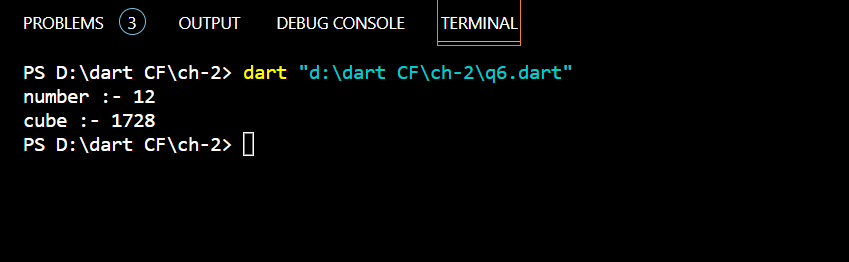 PROBLEMS 3 OUTPUT DEBUG CONSOLE TERMINAL
PS D:\dart CF\ch-2> dart "d:\dart CF\ch-2\q6.dart"
number :- 12
cube :- 1728
PS D:\dart CF\ch-2>